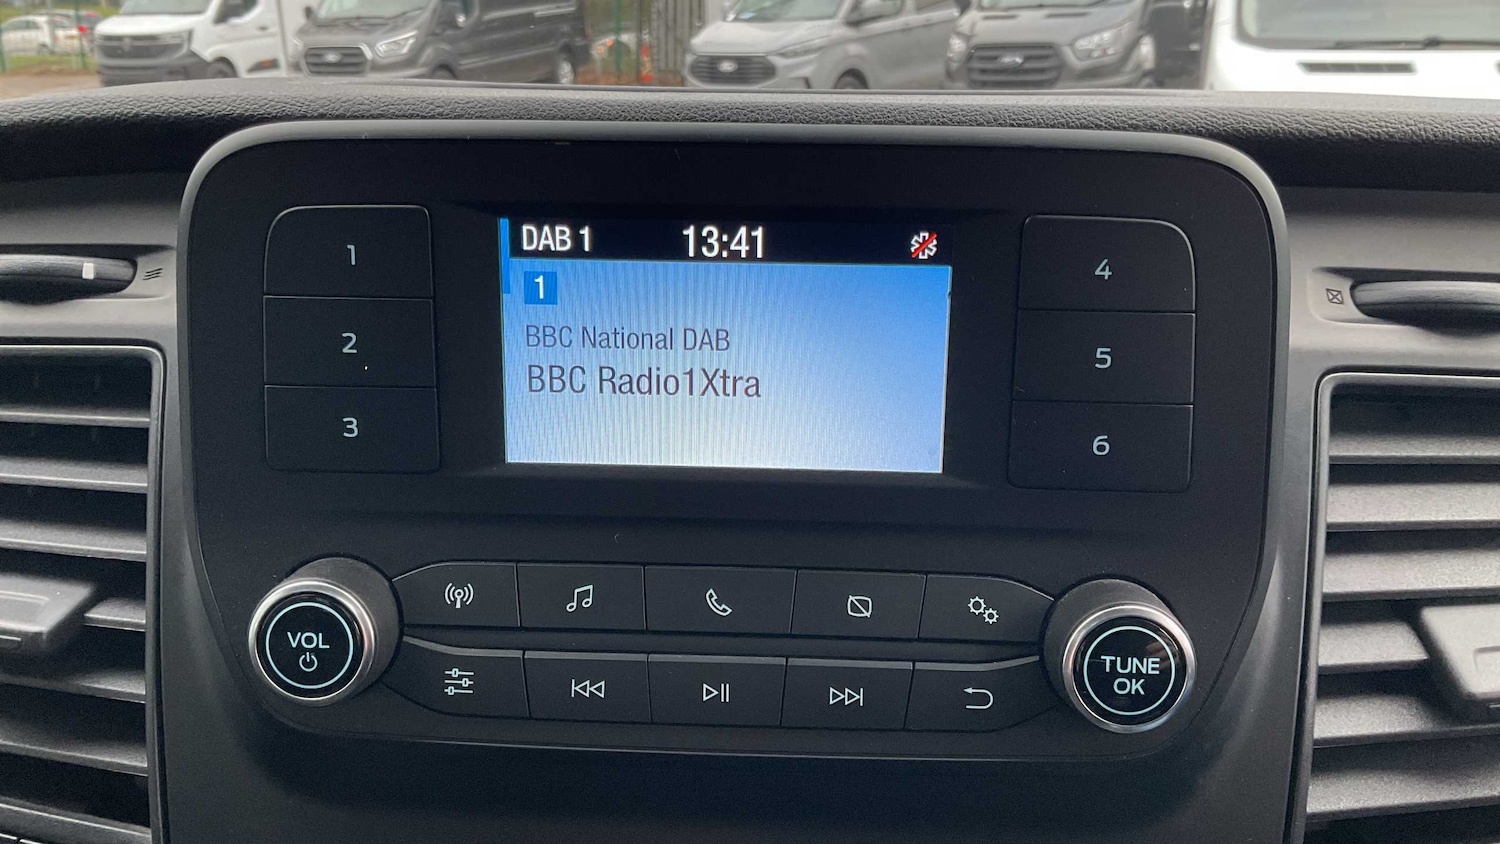 DAB 1 13:41
1
BBC National DAB
BBC Radio1Xtra
1
2
3
4
5
6
VOL
TUNE
OK